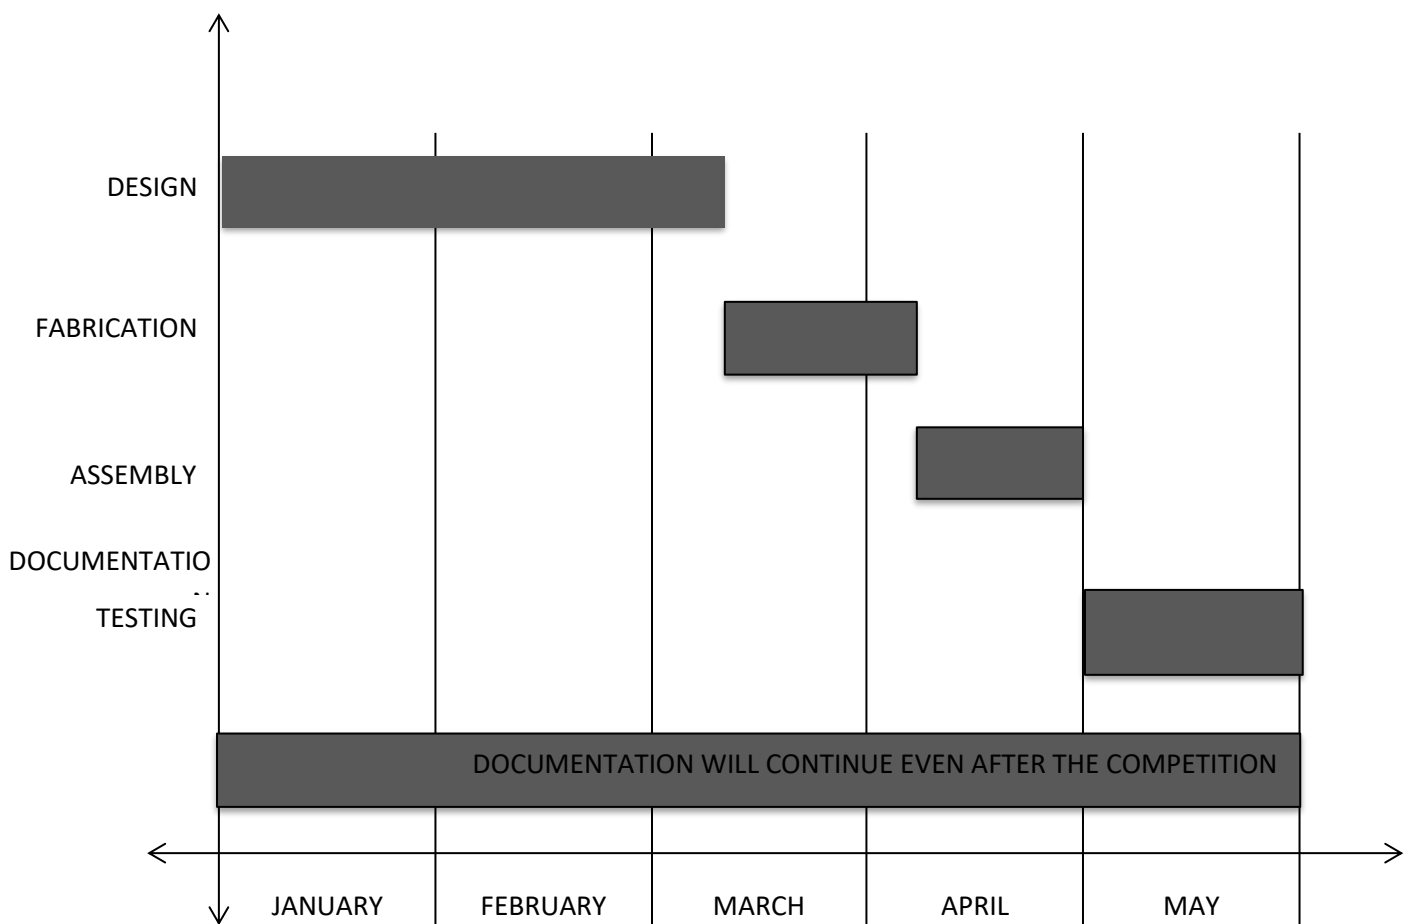 DESIGN
FABRICATION
ASSEMBLY
DOCUMENTATIO
TESTING
DOCUMENTATION WILL CONTINUE EVEN AFTER THE COMPETITION
JANUARY FEBRUARY MARCH APRIL MAY